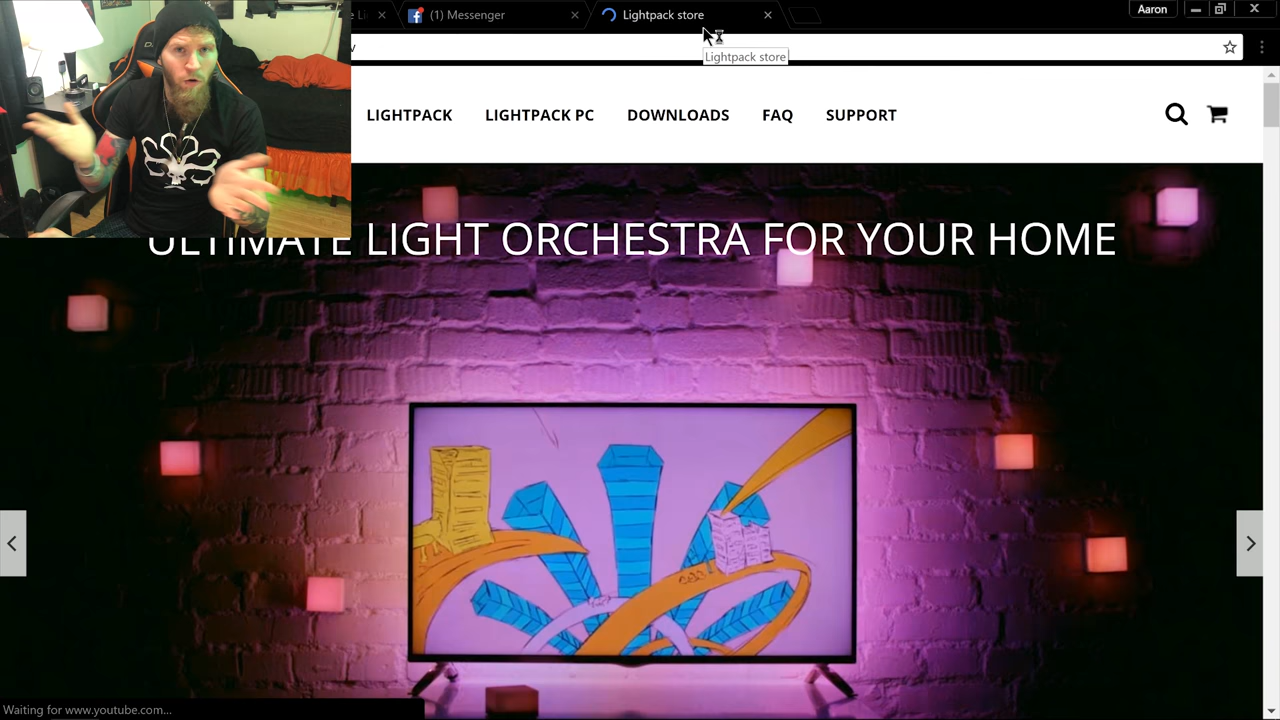 (1) Messenger
Lightpack store
Aaron
Lightpack store
LIGHTPACK
LIGHTPACK PC
DOWNLOADS
FAQ
SUPPORT
ULTIMATE LIGHT ORCHESTRA FOR YOUR HOME
Waiting for www.youtube.com...